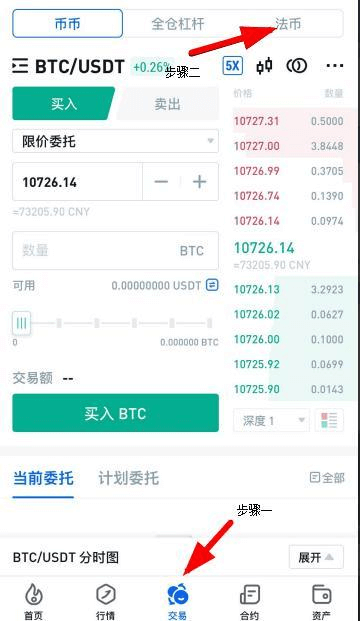 币币 全仓杠杆 法币
BTC/USDT +0.26% 5X
步骤二
买入 卖出 价格 数量
限价委托
10726.14
≈73205.90 CNY
数量 BTC
可用 0.00000000 USDT
0 0.000000 BTC
交易额 --
买入 BTC
10727.31 0.5000
10727.00 3.8448
10726.99 0.3705
10726.74 0.1390
10726.14 0.0974
10726.14
≈73205.90 CNY
10726.13 3.2923
10726.02 0.0627
10726.00 0.1000
10725.92 0.0699
10725.90 0.0143
深度 1
当前委托 计划委托 全部
步骤一
BTC/USDT 分时图 展开
首页 行情 交易 合约 资产